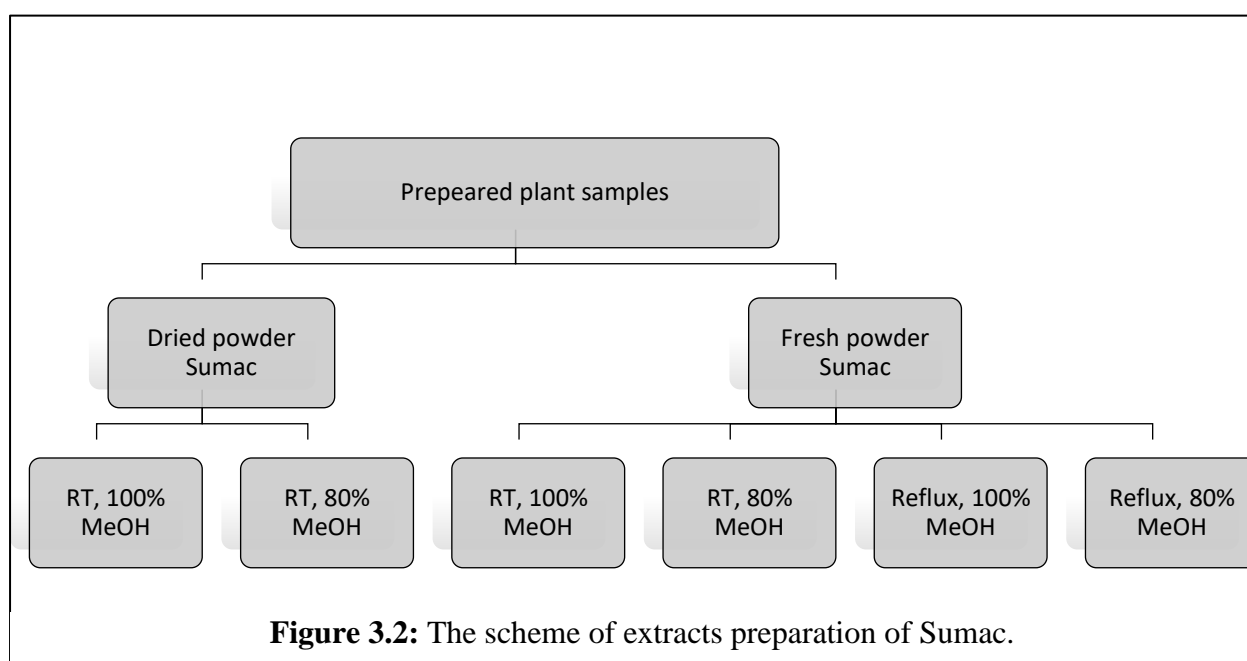 Prepeared plant samples
Dried powder
Sumac
Fresh powder
Sumac
RT, 100%
MeOH
RT, 80%
MeOH
RT, 100%
MeOH
RT, 80%
MeOH
Reflux, 100%
MeOH
Reflux, 80%
MeOH
Figure 3.2: The scheme of extracts preparation of Sumac.